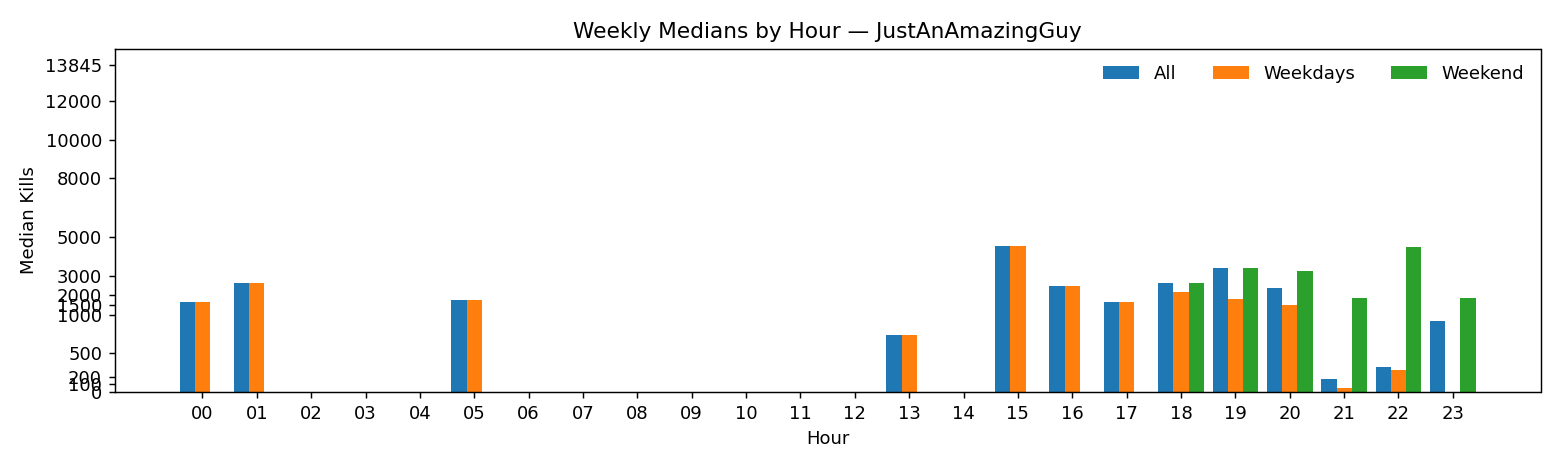 Weekly Medians by Hour — JustAnAmazingGuy
All Weekdays Weekend
Median Kills
13845
12000
10000
8000
5000
3000
2000
1500
1000
500
200
100
0
00 01 02 03 04 05 06 07 08 09 10 11 12 13 14 15 16 17 18 19 20 21 22 23
Hour